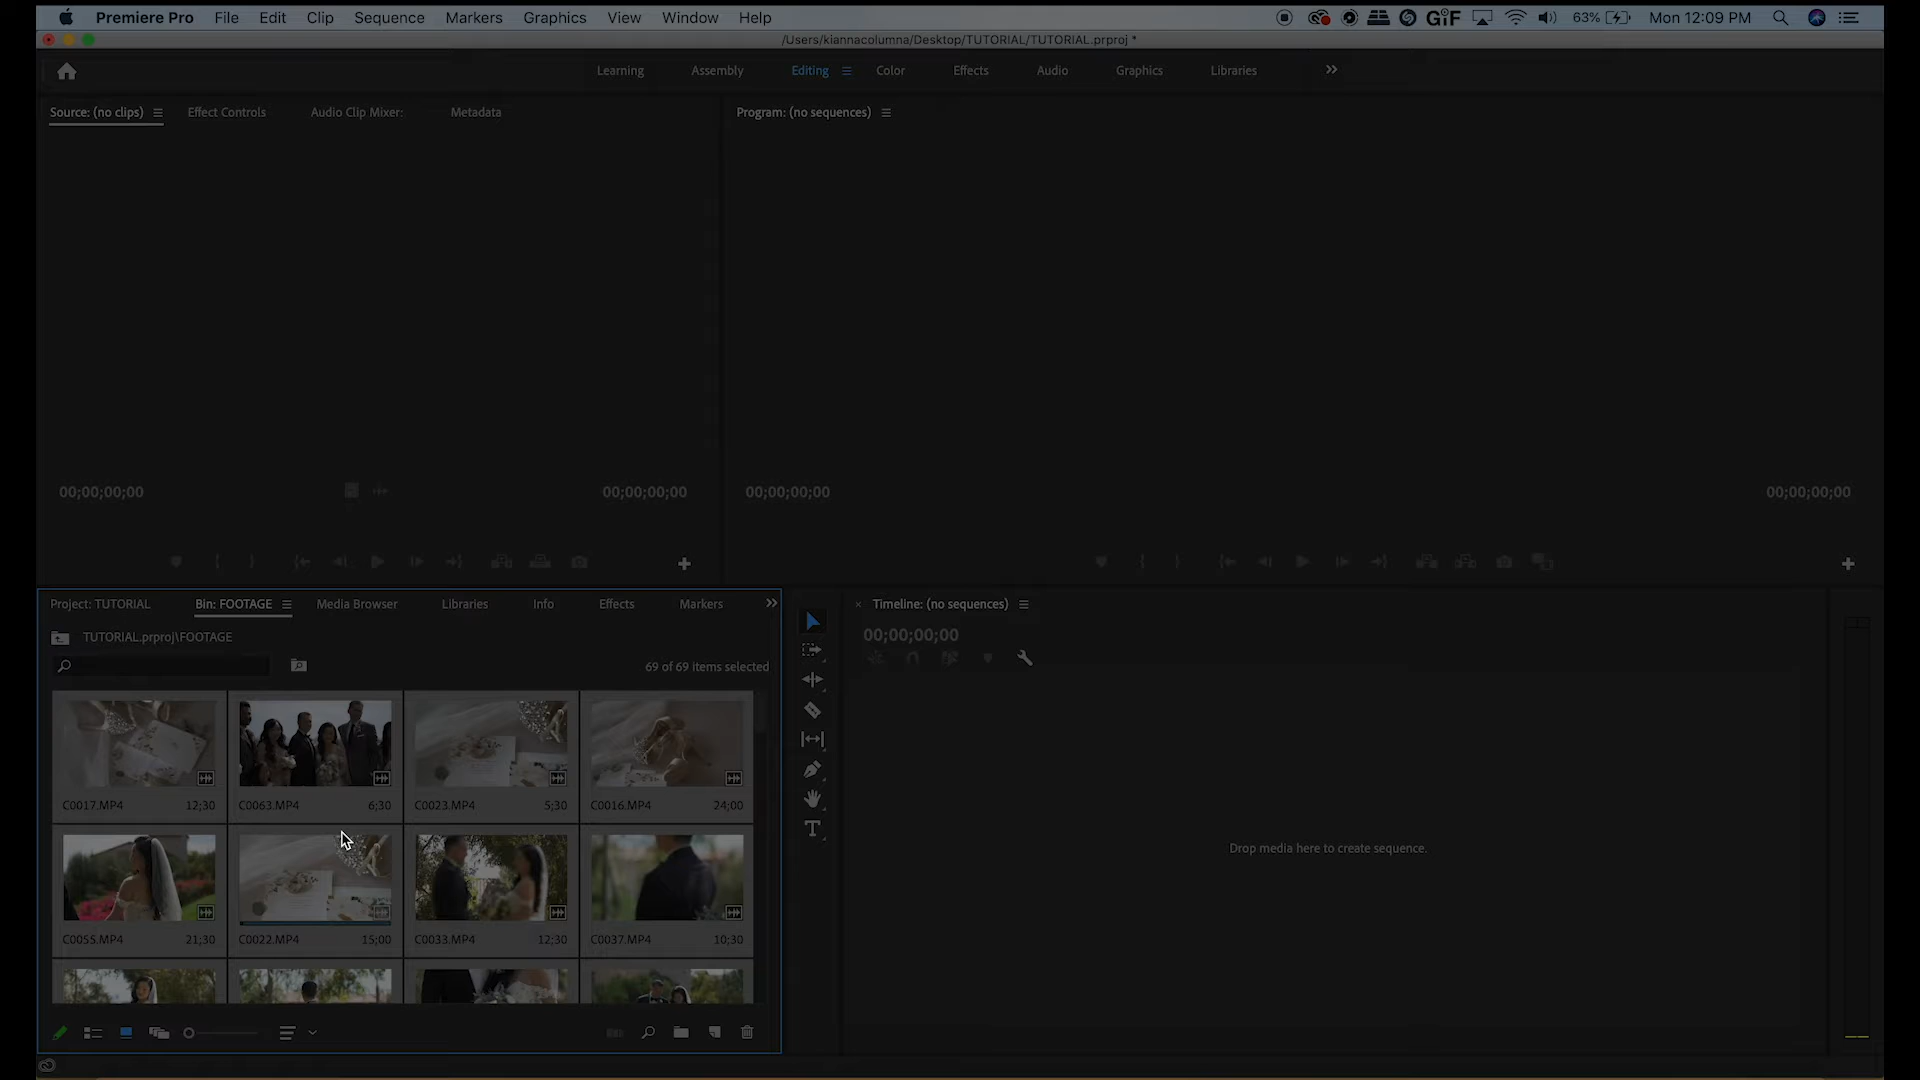 Premiere Pro File Edit Clip Sequence Markers Graphics View Window Help GIF 63% Mon 12:09 PM
/Users/kiannacolumna/Desktop/TUTORIAL/TUTORIAL.prproj *
Learning Assembly Editing Color Effects Audio Graphics Libraries
Source: (no clips) Effect Controls Audio Clip Mixer: Metadata
Program: (no sequences)
00;00;00;00 00;00;00;00
00;00;00;00 00;00;00;00
Project: TUTORIAL Bin: FOOTAGE Media Browser Libraries Info Effects Markers
TUTORIAL.prproj\FOOTAGE
69 of 69 items selected
C0017.MP4 12;30 C0063.MP4 6;30 C0023.MP4 5;30 C0016.MP4 24;00
C0055.MP4 21;30 C0022.MP4 15;00 C0033.MP4 12;30 C0037.MP4 10;30
Timeline: (no sequences)
00;00;00;00
Drop media here to create sequence.